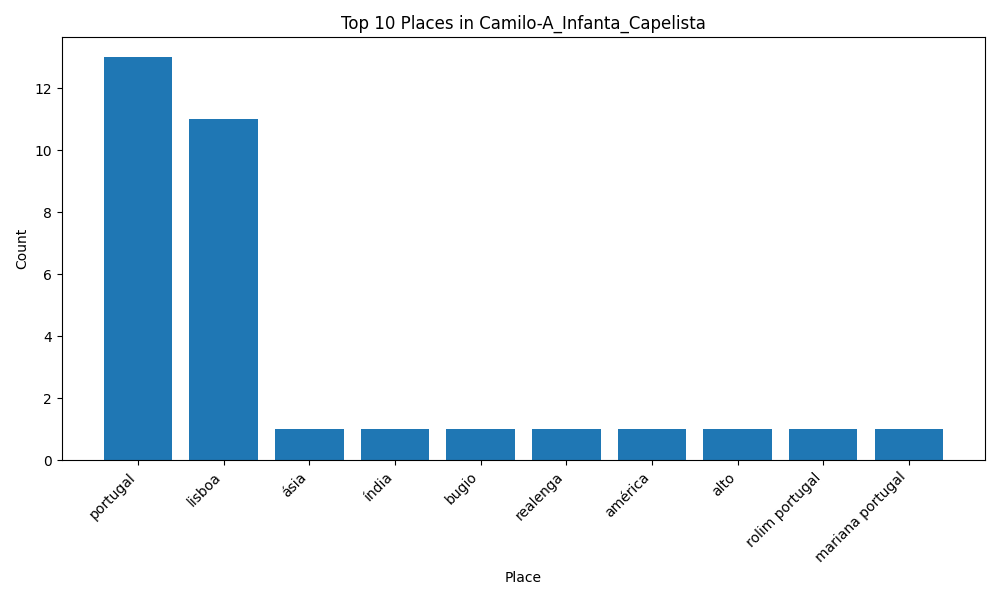 Top 10 Places in Camilo-A_Infanta_Capelista
Count
12
10
8
6
4
2
0
portugal
lisboa
ásia
índia
bugio
realenga
américa
alto
rolim portugal
mariana portugal
Place